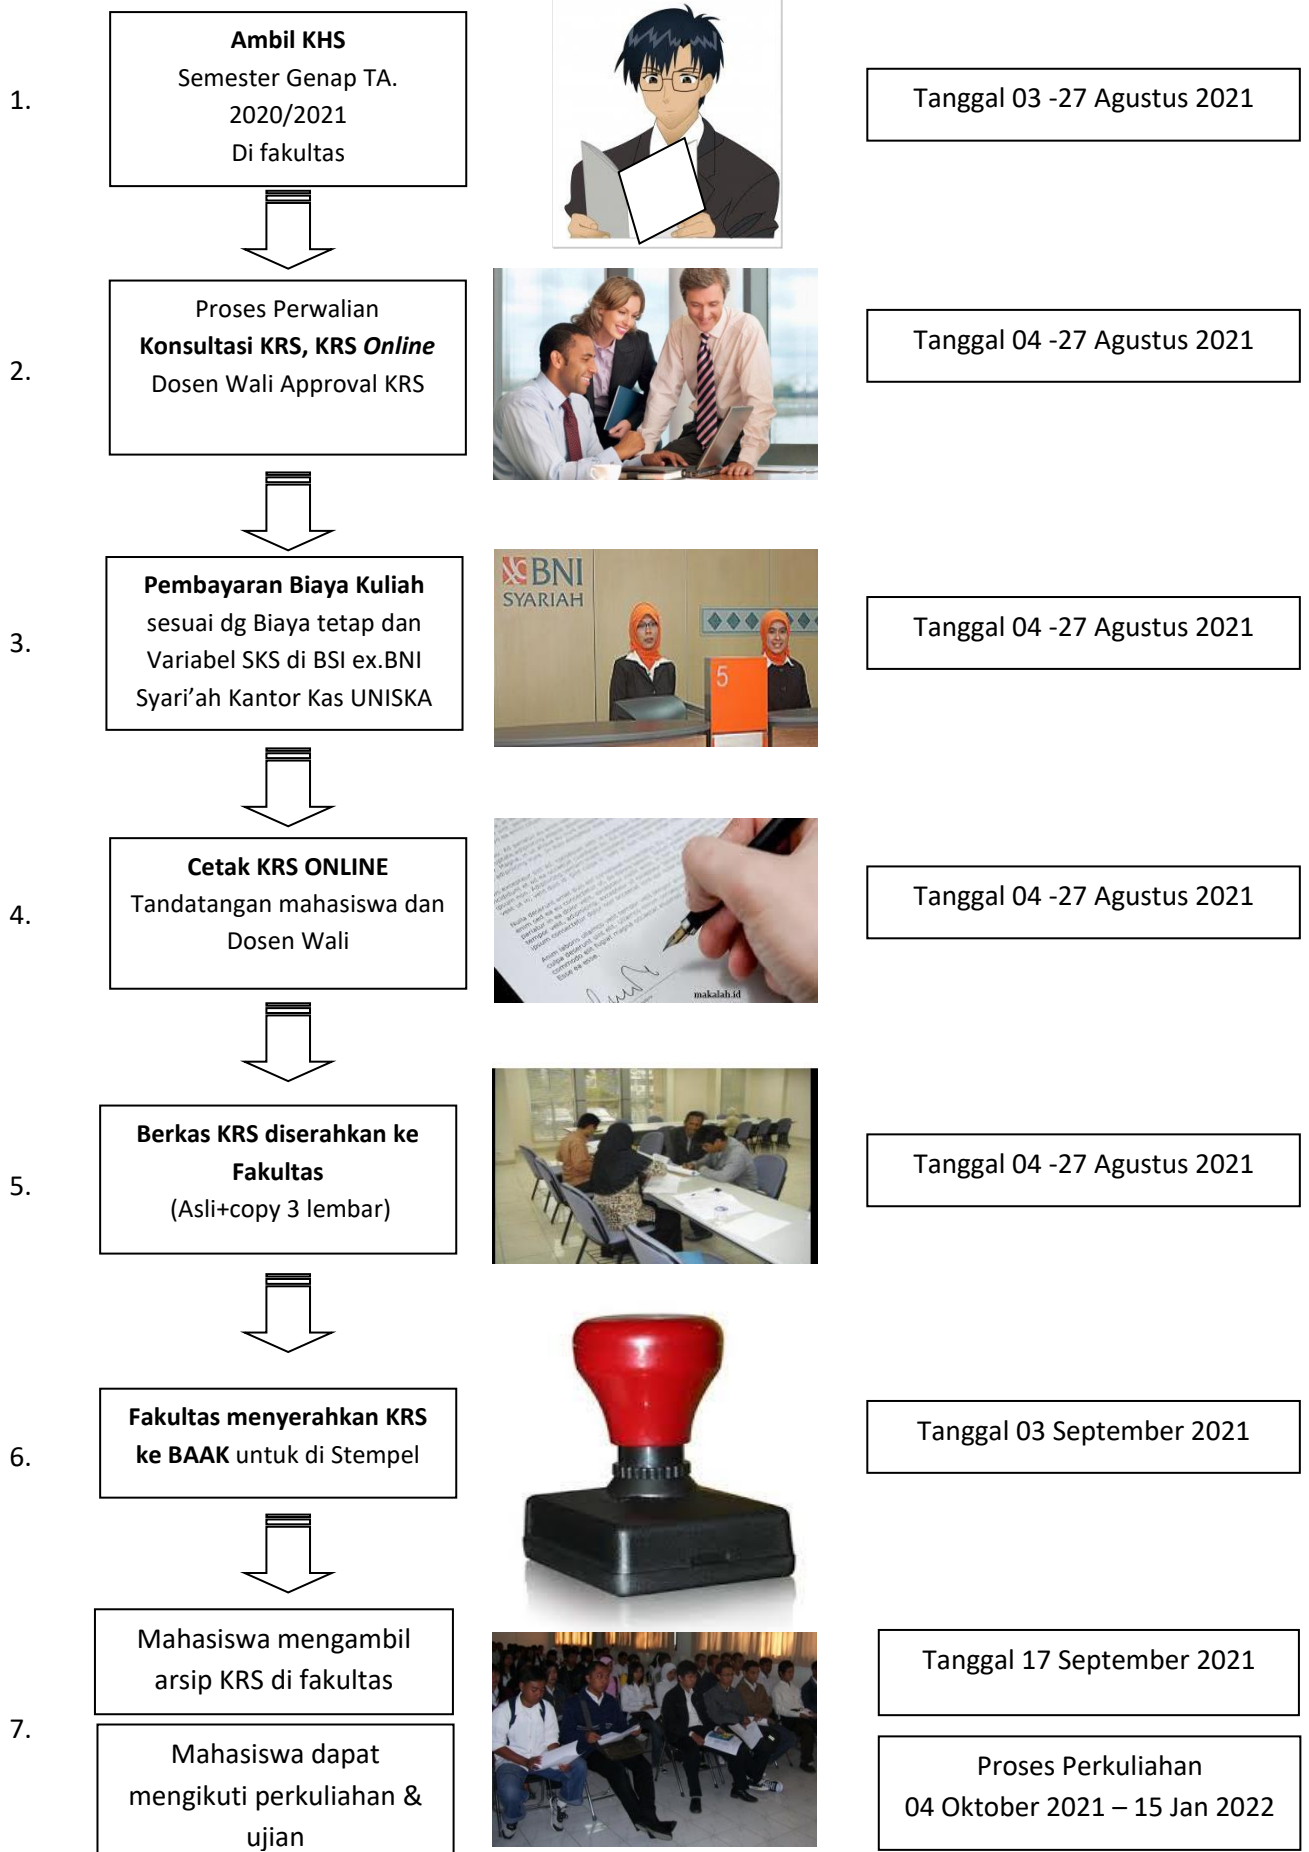 1.
Ambil KHS
Semester Genap TA.
2020/2021
Di fakultas
Tanggal 03 -27 Agustus 2021
2.
Proses Perwalian
Konsultasi KRS, KRS Online
Dosen Wali Approval KRS
Tanggal 04 -27 Agustus 2021
3.
Pembayaran Biaya Kuliah
sesuai dg Biaya tetap dan
Variabel SKS di BSI ex.BNI
Syari’ah Kantor Kas UNISKA
BNI
SYARIAH
5
Tanggal 04 -27 Agustus 2021
4.
Cetak KRS ONLINE
Tandatangan mahasiswa dan
Dosen Wali
makalah.id
Tanggal 04 -27 Agustus 2021
5.
Berkas KRS diserahkan ke
Fakultas
(Asli+copy 3 lembar)
Tanggal 04 -27 Agustus 2021
6.
Fakultas menyerahkan KRS
ke BAAK untuk di Stempel
Tanggal 03 September 2021
7.
Mahasiswa mengambil
arsip KRS di fakultas
Tanggal 17 September 2021
Mahasiswa dapat
mengikuti perkuliahan &
ujian
Proses Perkuliahan
04 Oktober 2021 – 15 Jan 2022